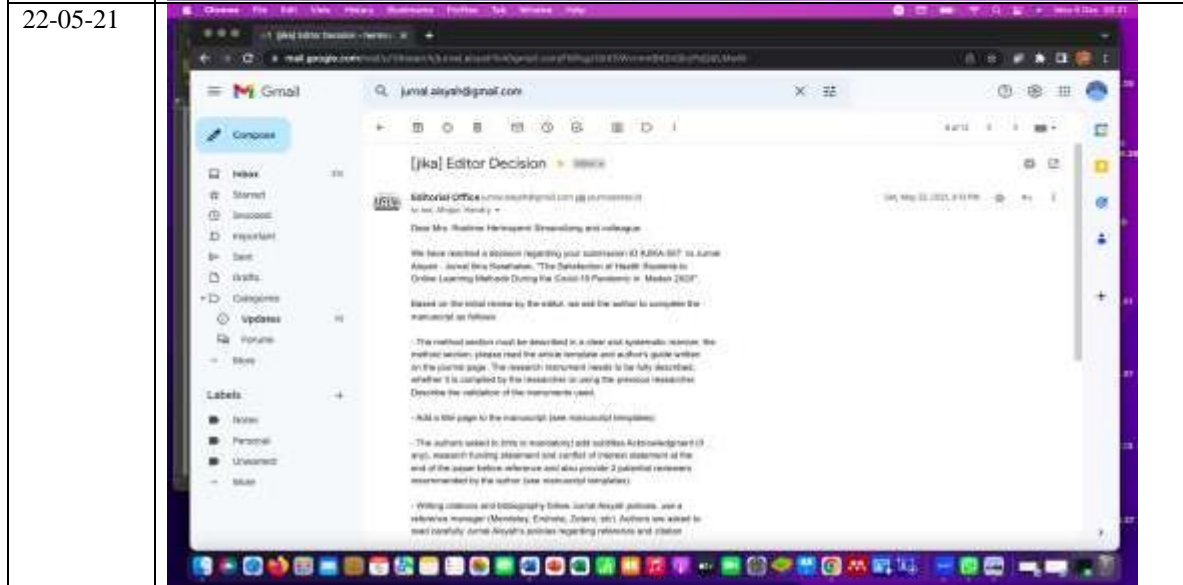 22-05-21
Gmail
jurnal.aisyah@gmail.com
Compose
[jika] Editor Decision
Inbox
Starred
Snoozed
Important
Sent
Drafts
Categories
Updates
Forums
More
Labels
Notes
Personal
Unwanted
More
Editorial Office
to me,
Dear Mrs.
and colleague
We have reached a decision regarding your submission ID to Jurnal
Aisyah : Jurnal Ilmu Kesehatan, "The Satisfaction of Health Students to
Online Learning Methods During the Covid-19 Pandemic in Medan 2020".
Based on the initial review by the editor, we ask the author to complete the
manuscript as follows
- The method section must be described in a clear and systematic manner, the
method section, please read the article template and author's guide written
on the journal page. The research instrument needs to be fully described,
whether it is compiled by the researcher or using the previous researcher.
Describe the validation of the instruments used.
- Add a title page to the manuscript (see manuscript templates)
- The authors asked to (this is mandatory) add subtitles Acknowledgment (if
any), research funding statement and conflict of interest statement at the
end of the paper before reference and also provide 2 potential reviewers
recommended by the author (see manuscript templates)
- Writing citations and bibliography follow Jurnal Aisyah policies, use a
reference manager (Mendeley, Endnote, Zotero, etc). Authors are asked to
read carefully Jurnal Aisyah's policies regarding reference and citation